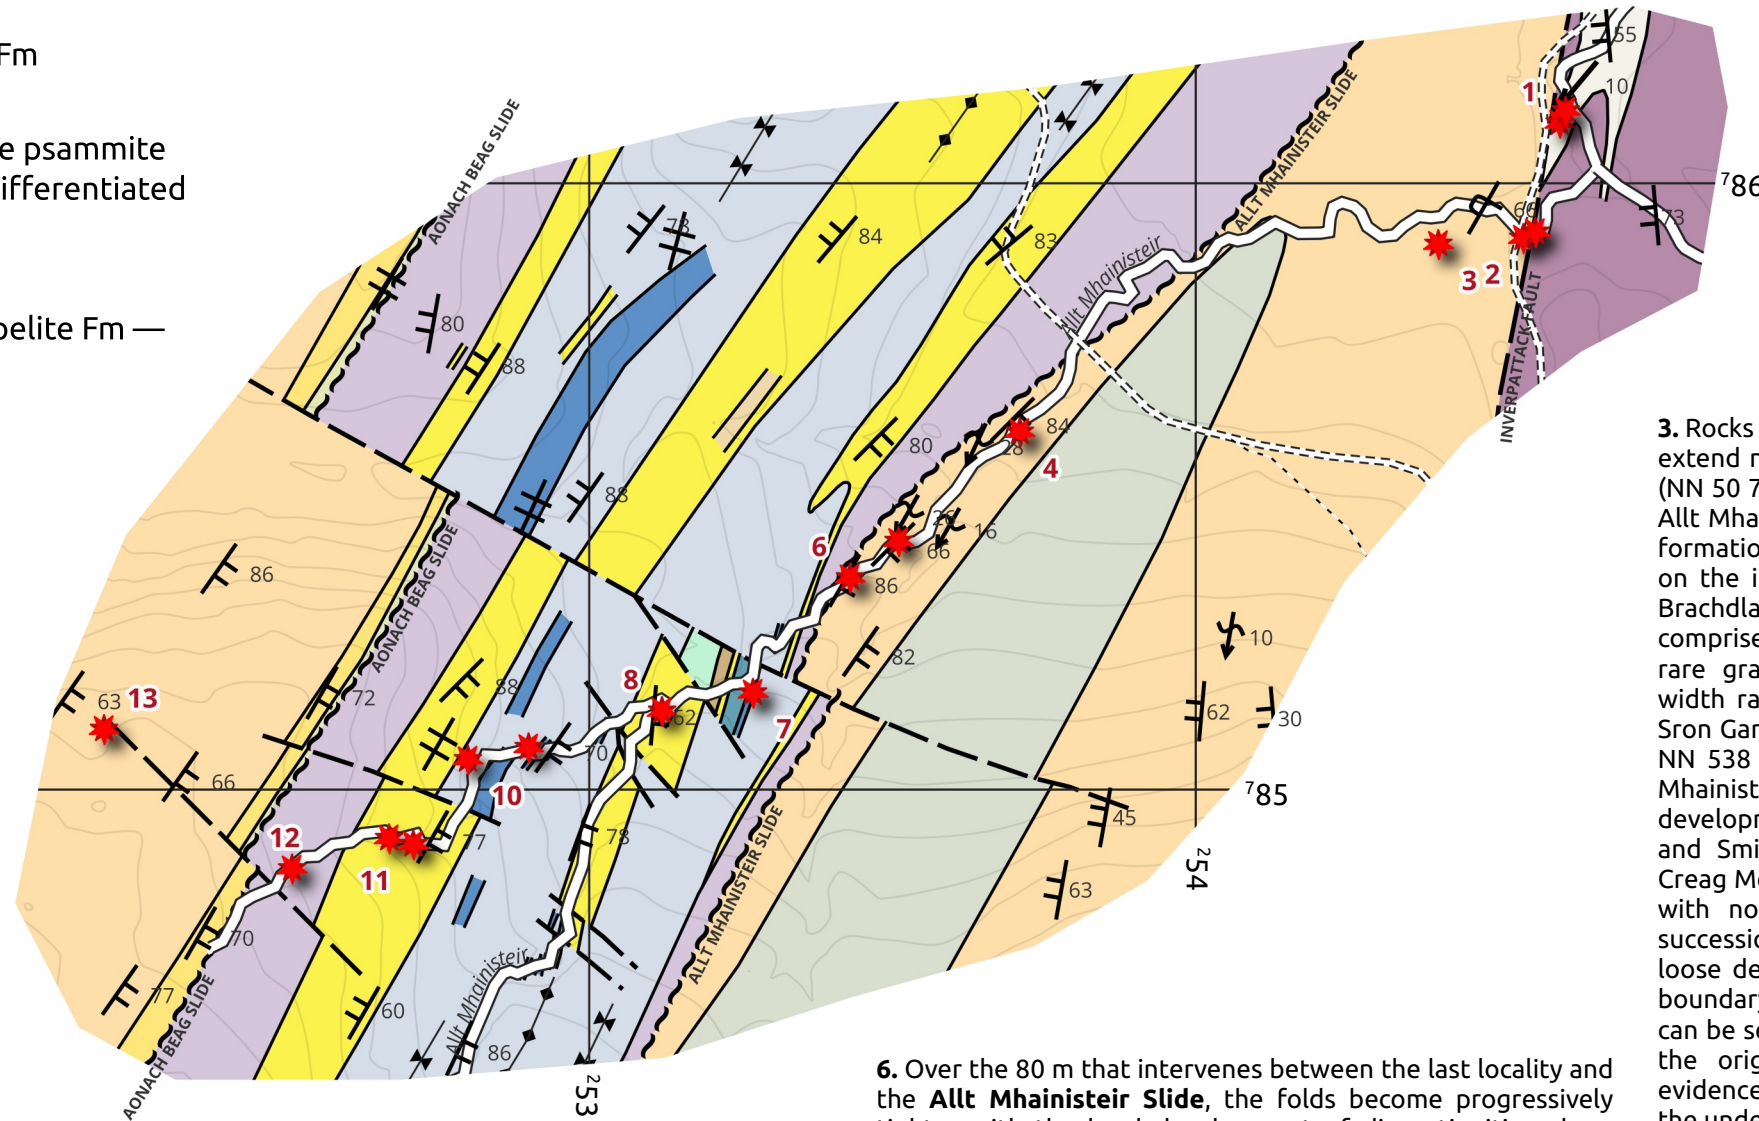 Fm
e psammite
ifferentiated
pelite Fm —
AONACH BEAG SLIDE
ALLT MHAINISTEIR SLIDE
Allt Mhainisteir
INVERPATTACK FAULT
AONACH BEAG SLIDE
ALLT MHAINISTEIR SLIDE
AONACH BEAG SLIDE
Allt Mhainisteir
55
10
1
⁷86
73
66
3 2
78
84
83
80
88
88
80
84
28
4
26
16
66
6
86
86
82
10
62
30
8
62
7
13
63
72
88
70
66
10
⁷85
45
12
77
78
11
63
²54
70
77
60
86
²53
3. Rocks
extend
(NN 50 7
Allt Mha
formatio
on the i
Brachdla
comprise
rare gra
width ra
Sron Gar
NN 538
Mhainist
develop
and Smi
Creag M
with no
successio
loose de
boundary
can be s
the orig
evidence
the unde
6. Over the 80 m that intervenes between the last locality and
the Allt Mhainisteir Slide, the folds become progressively